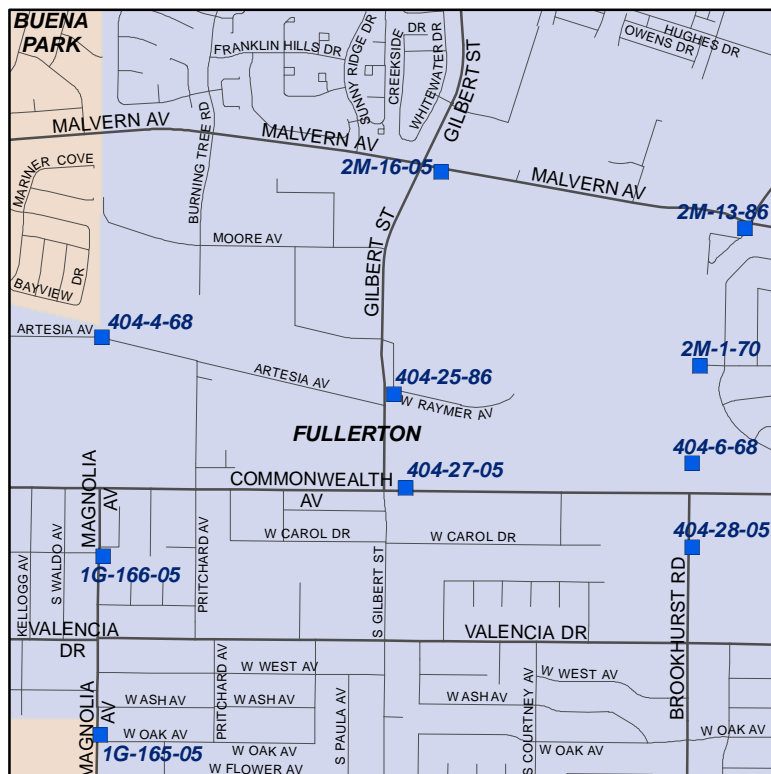 BUENA
PARK
HUGHES DR
OWENS DR
DR
FRANKLIN HILLS DR
SUNNY RIDGE DR
CREEKSIDE
WHITEWATER DR
GILBERT ST
BURNING TREE RD
MALVERN AV
MALVERN AV
MALVERN AV
2M-16-05
MARINER COVE
2M-13-86
GILBERT ST
MOORE AV
BAYVIEW
DR
ARTESIA AV
404-4-68
2M-1-70
ARTESIA AV
404-25-86
W RAYMER AV
FULLERTON
404-6-68
MAGNOLIA
AV
COMMONWEALTH
AV
404-27-05
W CAROL DR
W CAROL DR
404-28-05
KELLOGG AV
S WALDO AV
1G-166-05
PRITCHARD AV
S GILBERT ST
BROOKHURST RD
VALENCIA
DR
VALENCIA DR
W WEST AV
W WEST AV
PRITCHARD AV
S PAULA AV
S COURTNEY AV
MAGNOLIA
AV
W ASH AV
W ASH AV
W ASH AV
W OAK AV
W OAK AV
W OAK AV
W OAK AV
1G-165-05
W FLOWER AV